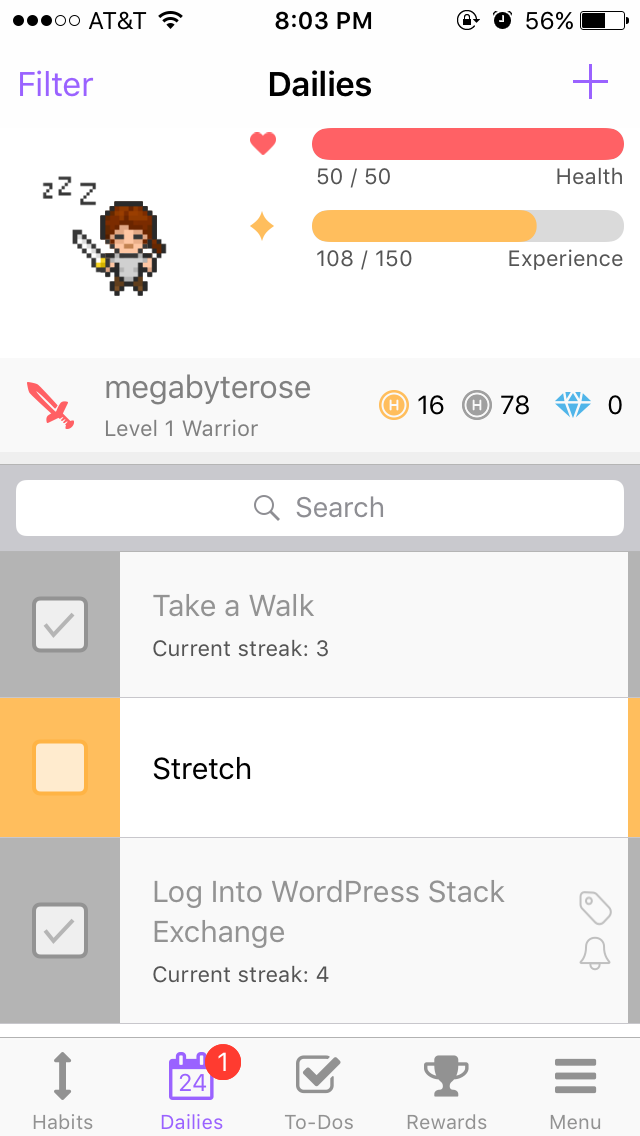 AT&T 8:03 PM 56%
Filter Dailies
zzz
50 / 50 Health
108 / 150 Experience
megabyterose
Level 1 Warrior
H 16 H 78 0
Search
Take a Walk
Current streak: 3
Stretch
Log Into WordPress Stack
Exchange
Current streak: 4
24 1
Habits Dailies To-Dos Rewards Menu